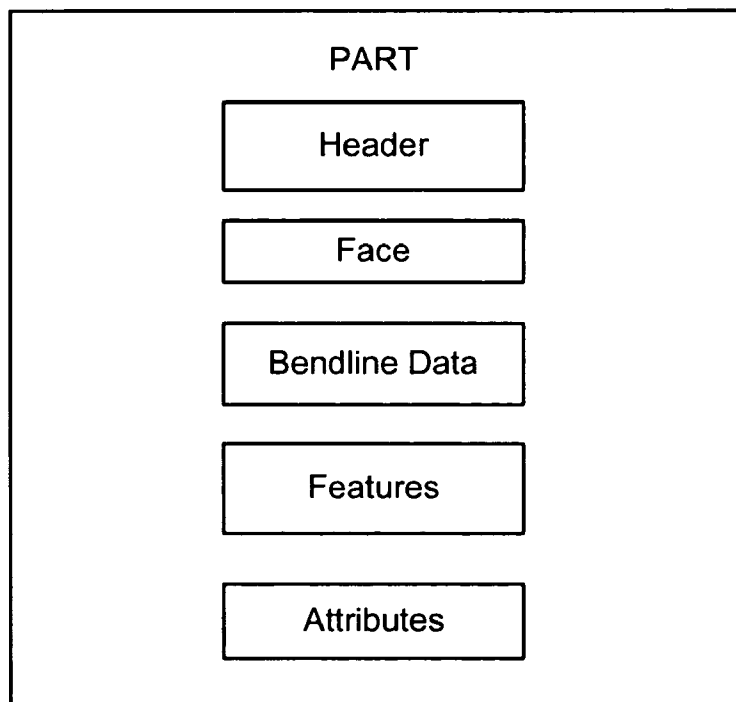 PART
Header
Face
Bendline Data
Features
Attributes